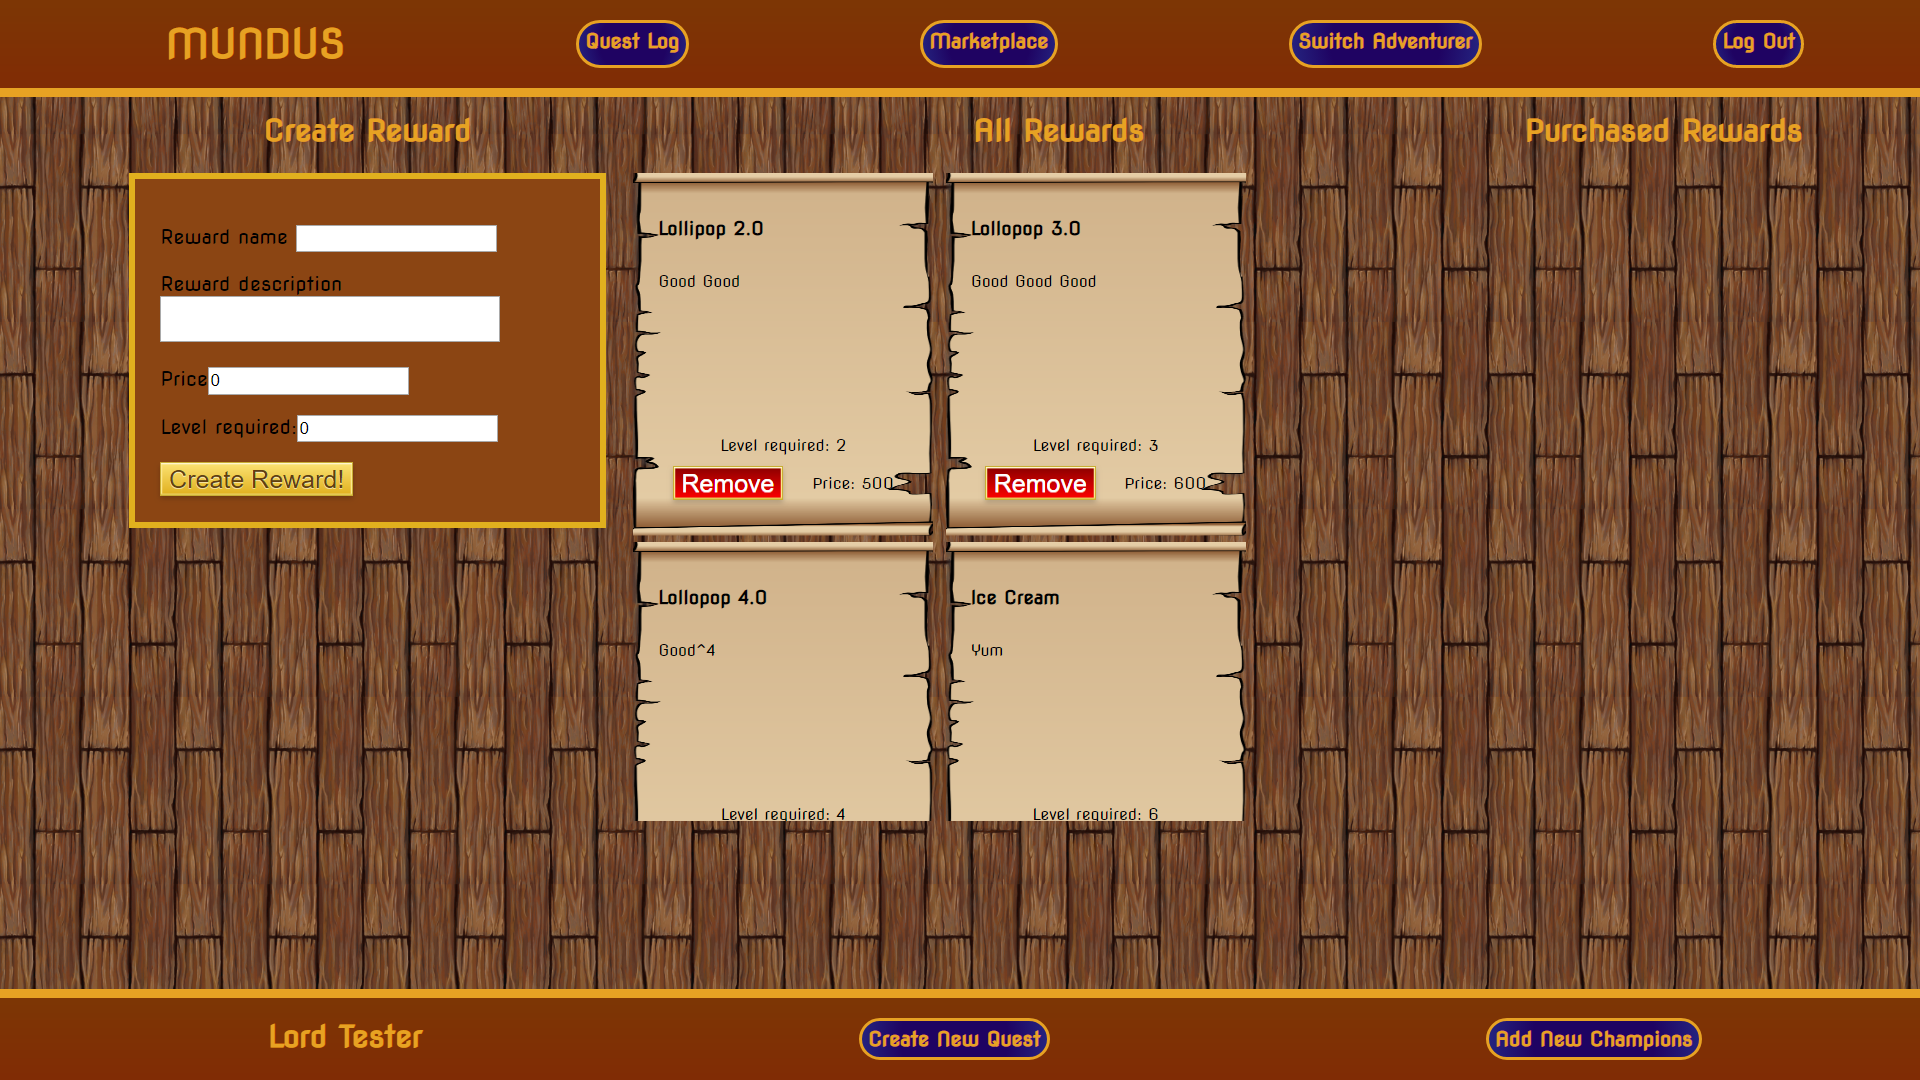 MUNDUS
Quest Log
Marketplace
Switch Adventurer
Log Out
Create Reward
All Rewards
Purchased Rewards
Reward name
Reward description
Price 0
Level required: 0
Create Reward!
Lollipop 2.0
Good Good
Level required: 2
Remove
Price: 500
Lollopop 3.0
Good Good Good
Level required: 3
Remove
Price: 600
Lollopop 4.0
Good^4
Level required: 4
Ice Cream
Yum
Level required: 6
Lord Tester
Create New Quest
Add New Champions